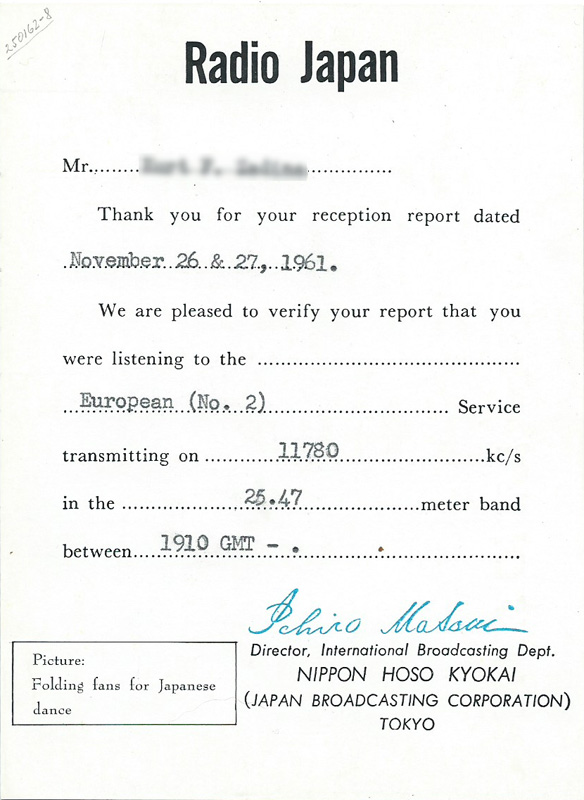 250162-8
Radio Japan
Mr.
Thank you for your reception report dated
November 26 & 27, 1961.
We are pleased to verify your report that you
were listening to the
European (No. 2) Service
transmitting on 11780 kc/s
in the 25.47 meter band
between 1910 GMT - .
Ichiro Matsui
Director, International Broadcasting Dept.
NIPPON HOSO KYOKAI
(JAPAN BROADCASTING CORPORATION)
TOKYO
Picture:
Folding fans for Japanese
dance